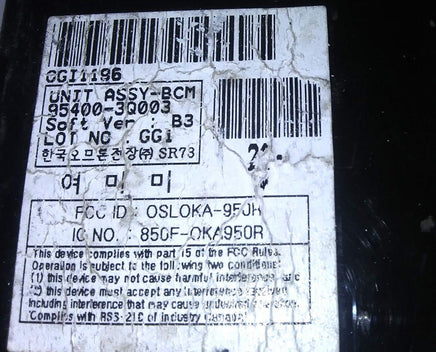 GGI1196
UNIT ASSY-BCM
95400-3Q003
Soft Ver : B3
LOT NO GGi
한국오므론전장(주) SR73
여 미 미
FCC ID : OSLOKA-950R
IC NO. : 850F-OKA950R
This device complies with part 15 of the FCC Rules.
Operation is subject to the following two conditions:
(1) this device may not cause harmful interference, and
(2) this device must accept any interference received
including interference that may cause undesired operation.
Complies with RSS-210 of Industry Canada